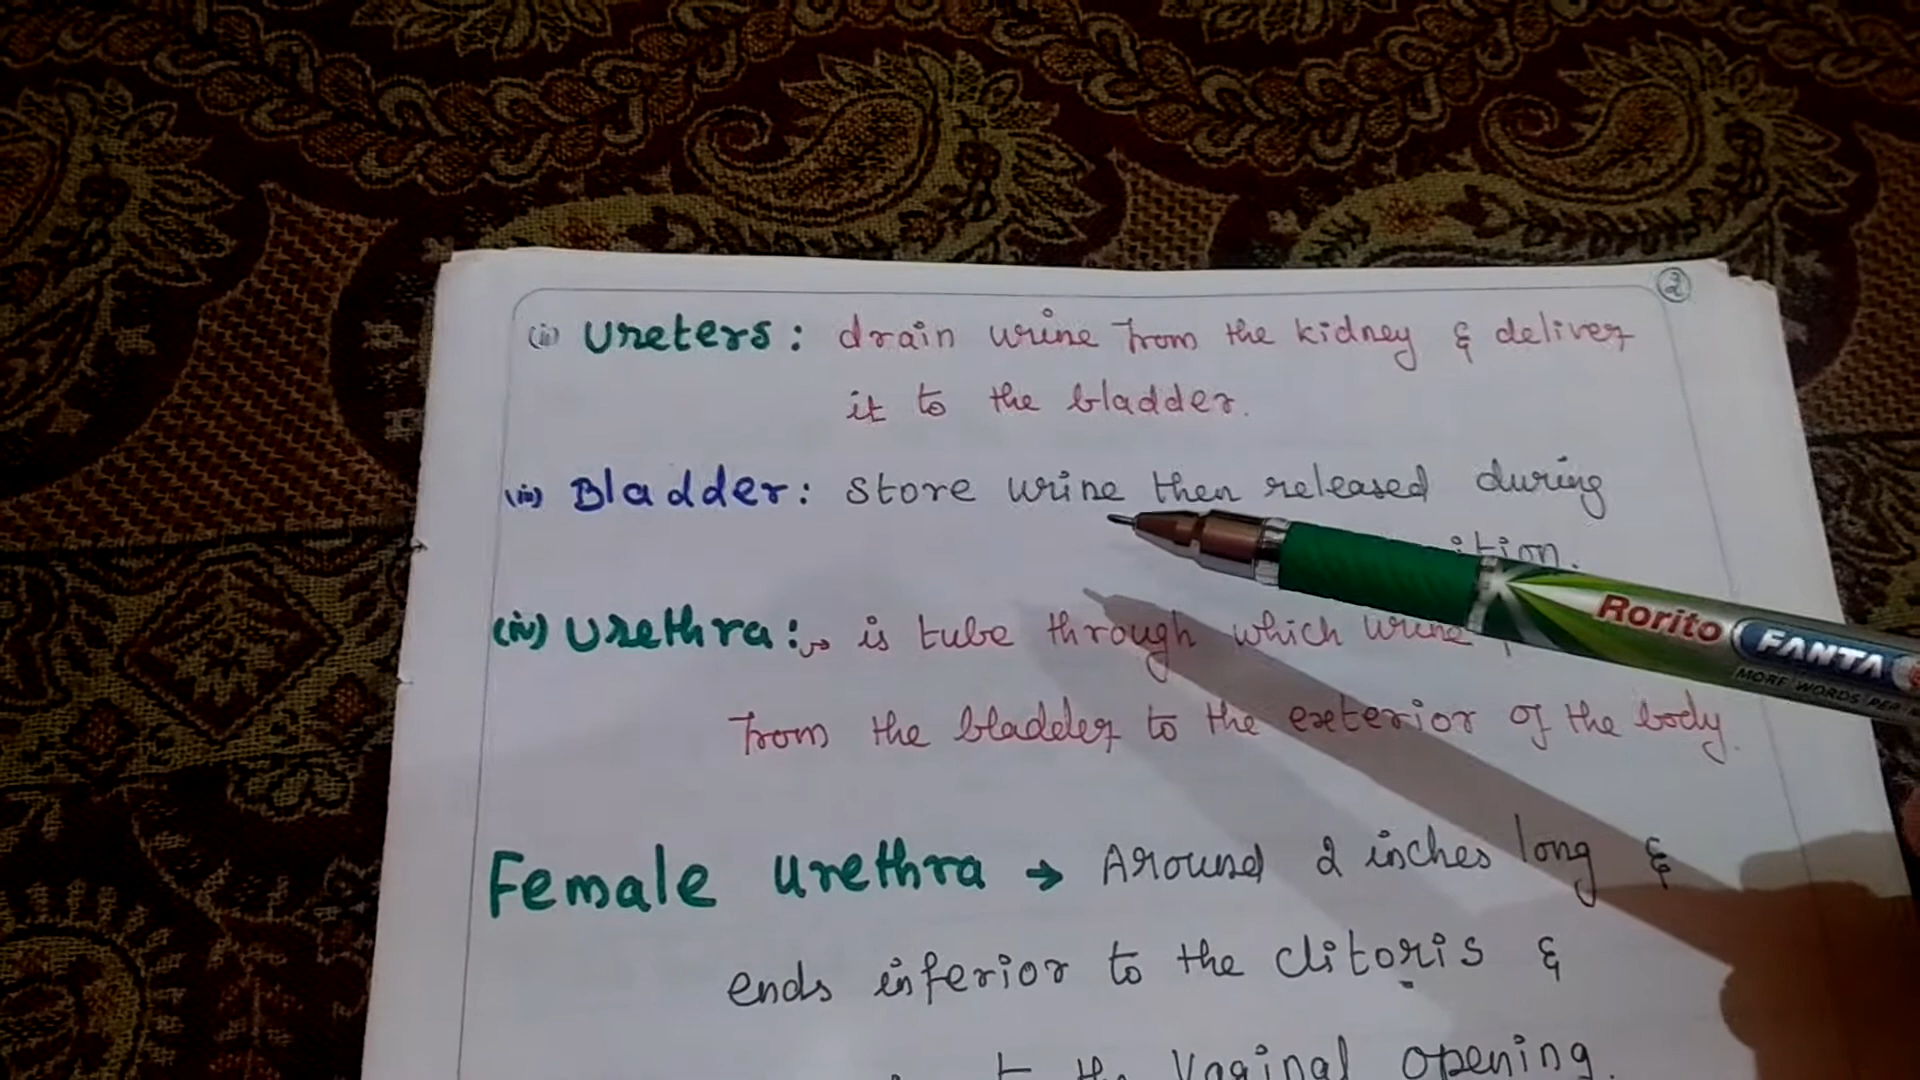 2
(ii) Ureters: drain urine from the kidney & deliver
it to the bladder.
(iii) Bladder: Store urine then released during
(iv) Urethra:→ is tube through which urine
from the bladder to the exterior of the body.
Female urethra → Around 2 inches long &
ends inferior to the clitoris &
to the Vaginal opening.
Rorito FANTA
MORE WORDS PER